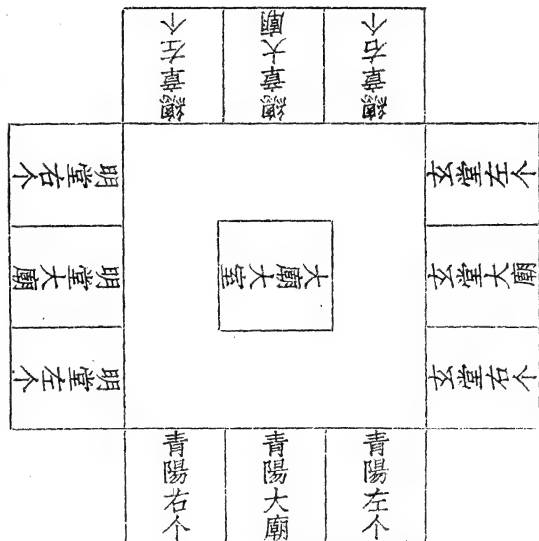 總章左个
總章大廟
總章右个
明堂右个
明堂大廟
明堂左个
大廟大室
玄堂左个
玄堂大廟
玄堂右个
青陽右个
青陽大廟
青陽左个